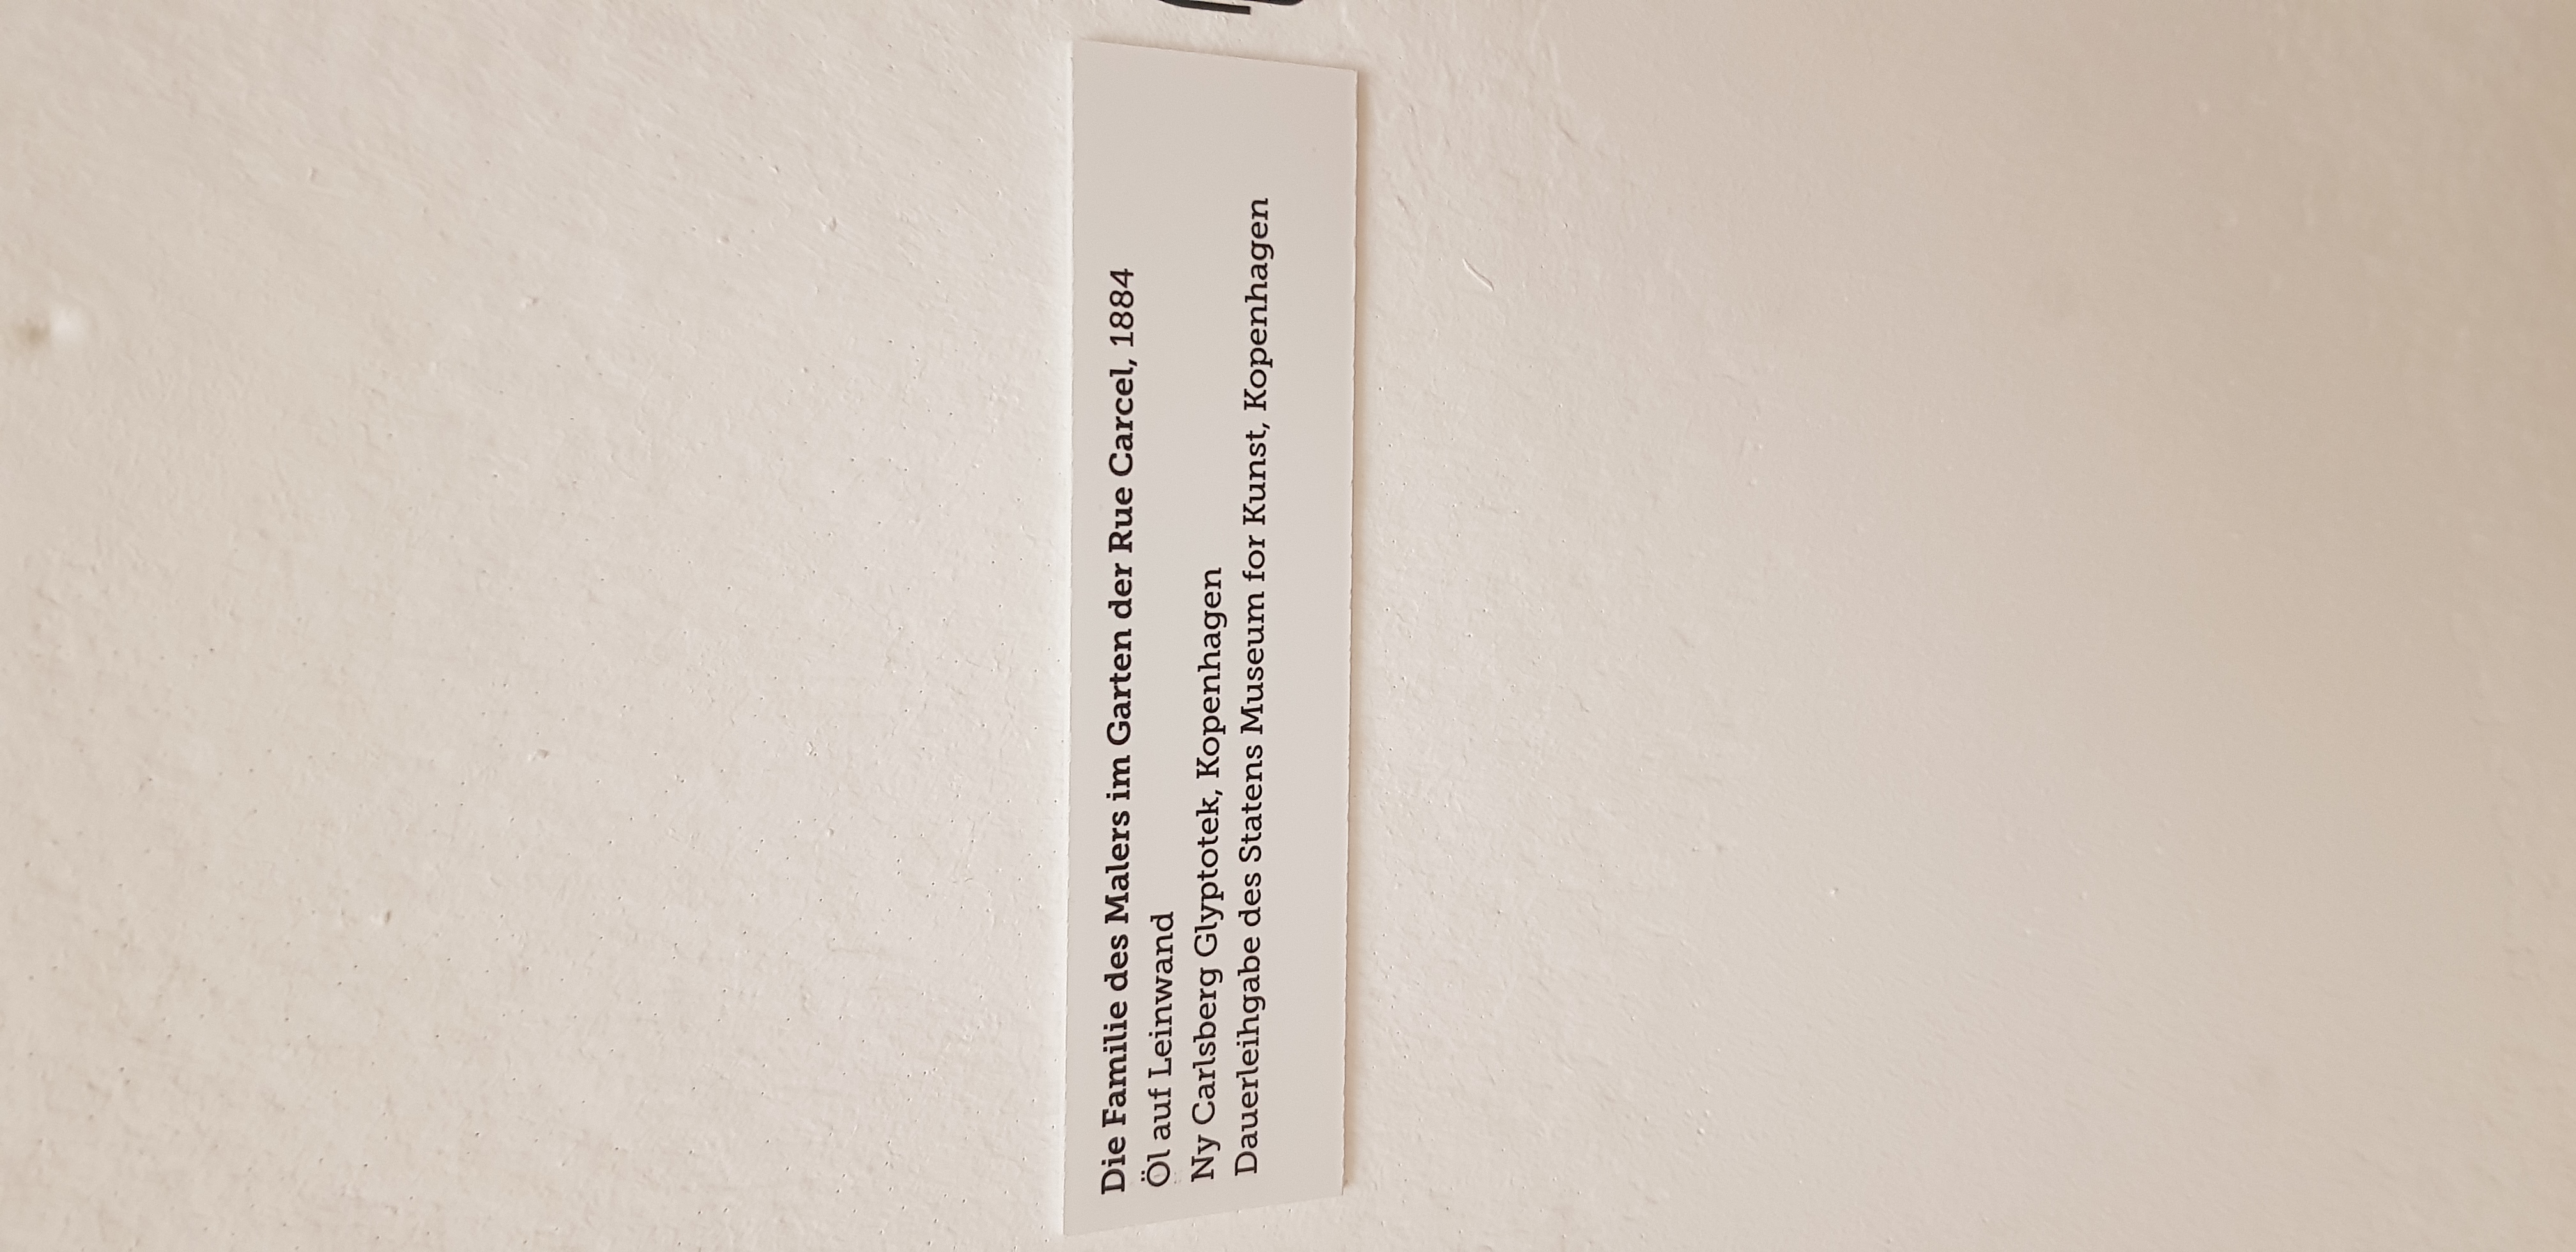 Die Familie des Malers im Garten der Rue Carcel, 1884
Öl auf Leinwand
Ny Carlsberg Glyptotek, Kopenhagen
Dauerleihgabe des Statens Museum for Kunst, Kopenhagen